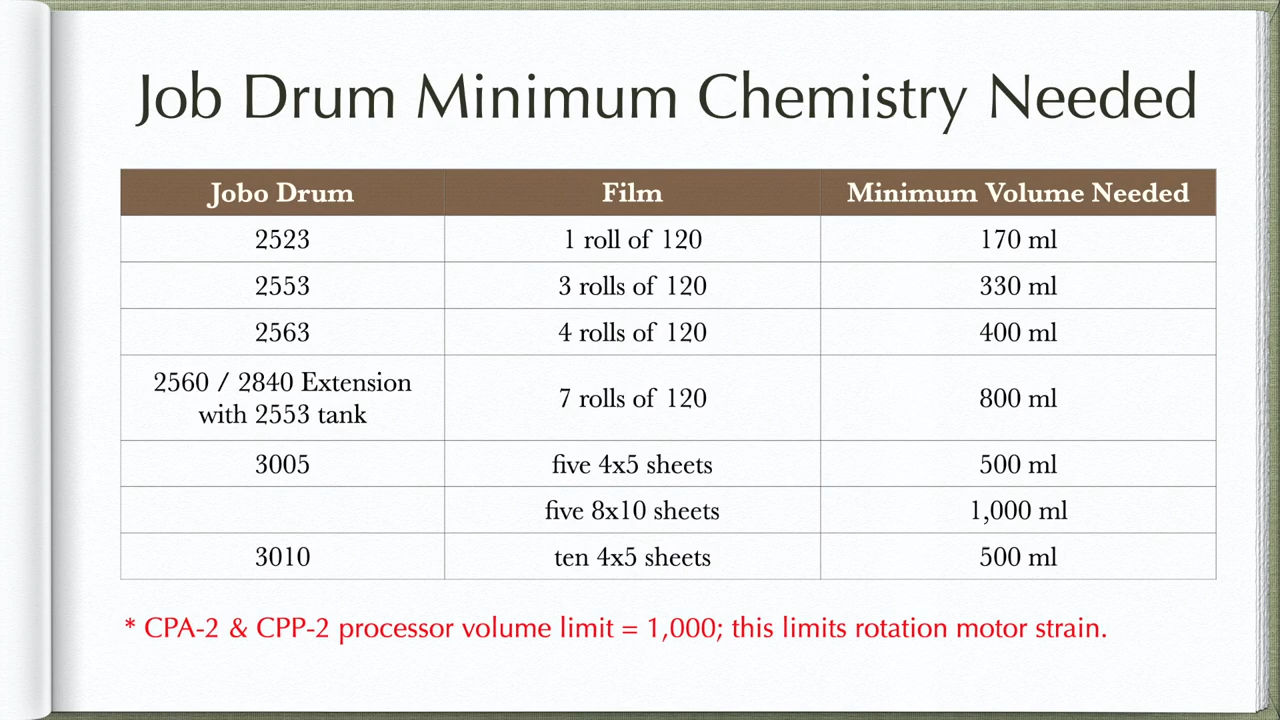 Job Drum Minimum Chemistry Needed
Jobo Drum Film Minimum Volume Needed
2523 1 roll of 120 170 ml
2553 3 rolls of 120 330 ml
2563 4 rolls of 120 400 ml
2560 / 2840 Extension
with 2553 tank 7 rolls of 120 800 ml
3005 five 4x5 sheets 500 ml
five 8x10 sheets 1,000 ml
3010 ten 4x5 sheets 500 ml
* CPA-2 & CPP-2 processor volume limit = 1,000; this limits rotation motor strain.